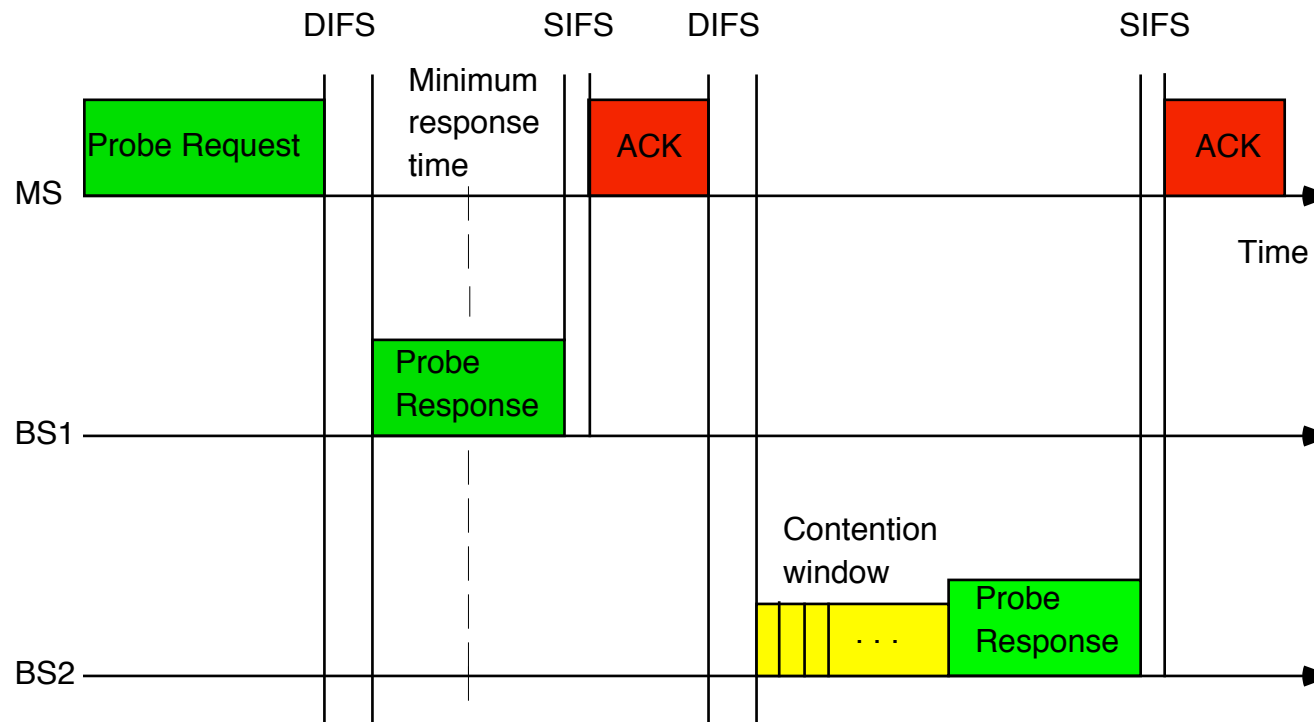 DIFS
SIFS
DIFS
SIFS
Minimum
response
time
Probe Request
ACK
ACK
MS
Time
Probe
Response
BS1
Contention
window
Probe
Response
. . .
BS2